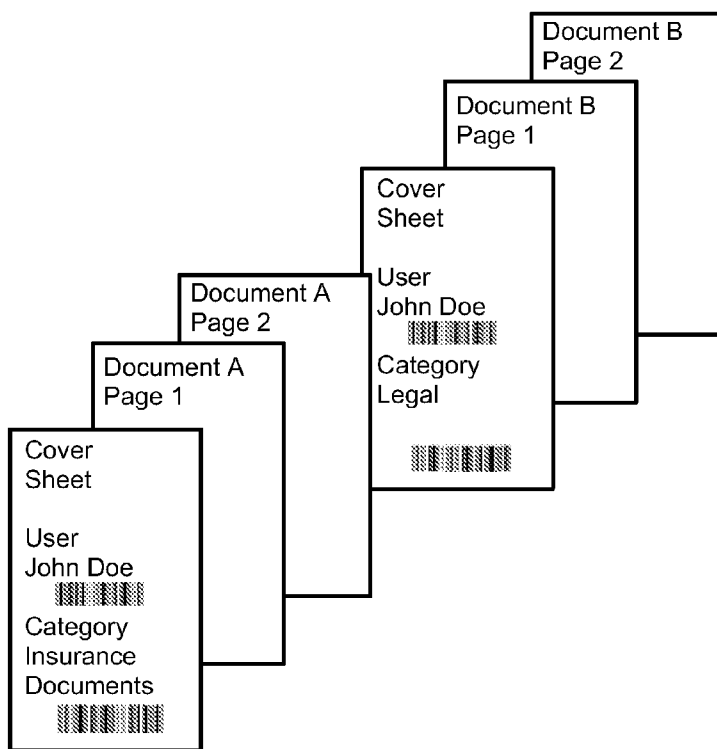 Document B
Page 2
Document B
Page 1
Cover
Sheet
User
John Doe
Category
Legal
Document A
Page 2
Document A
Page 1
Cover
Sheet
User
John Doe
Category
Insurance
Documents